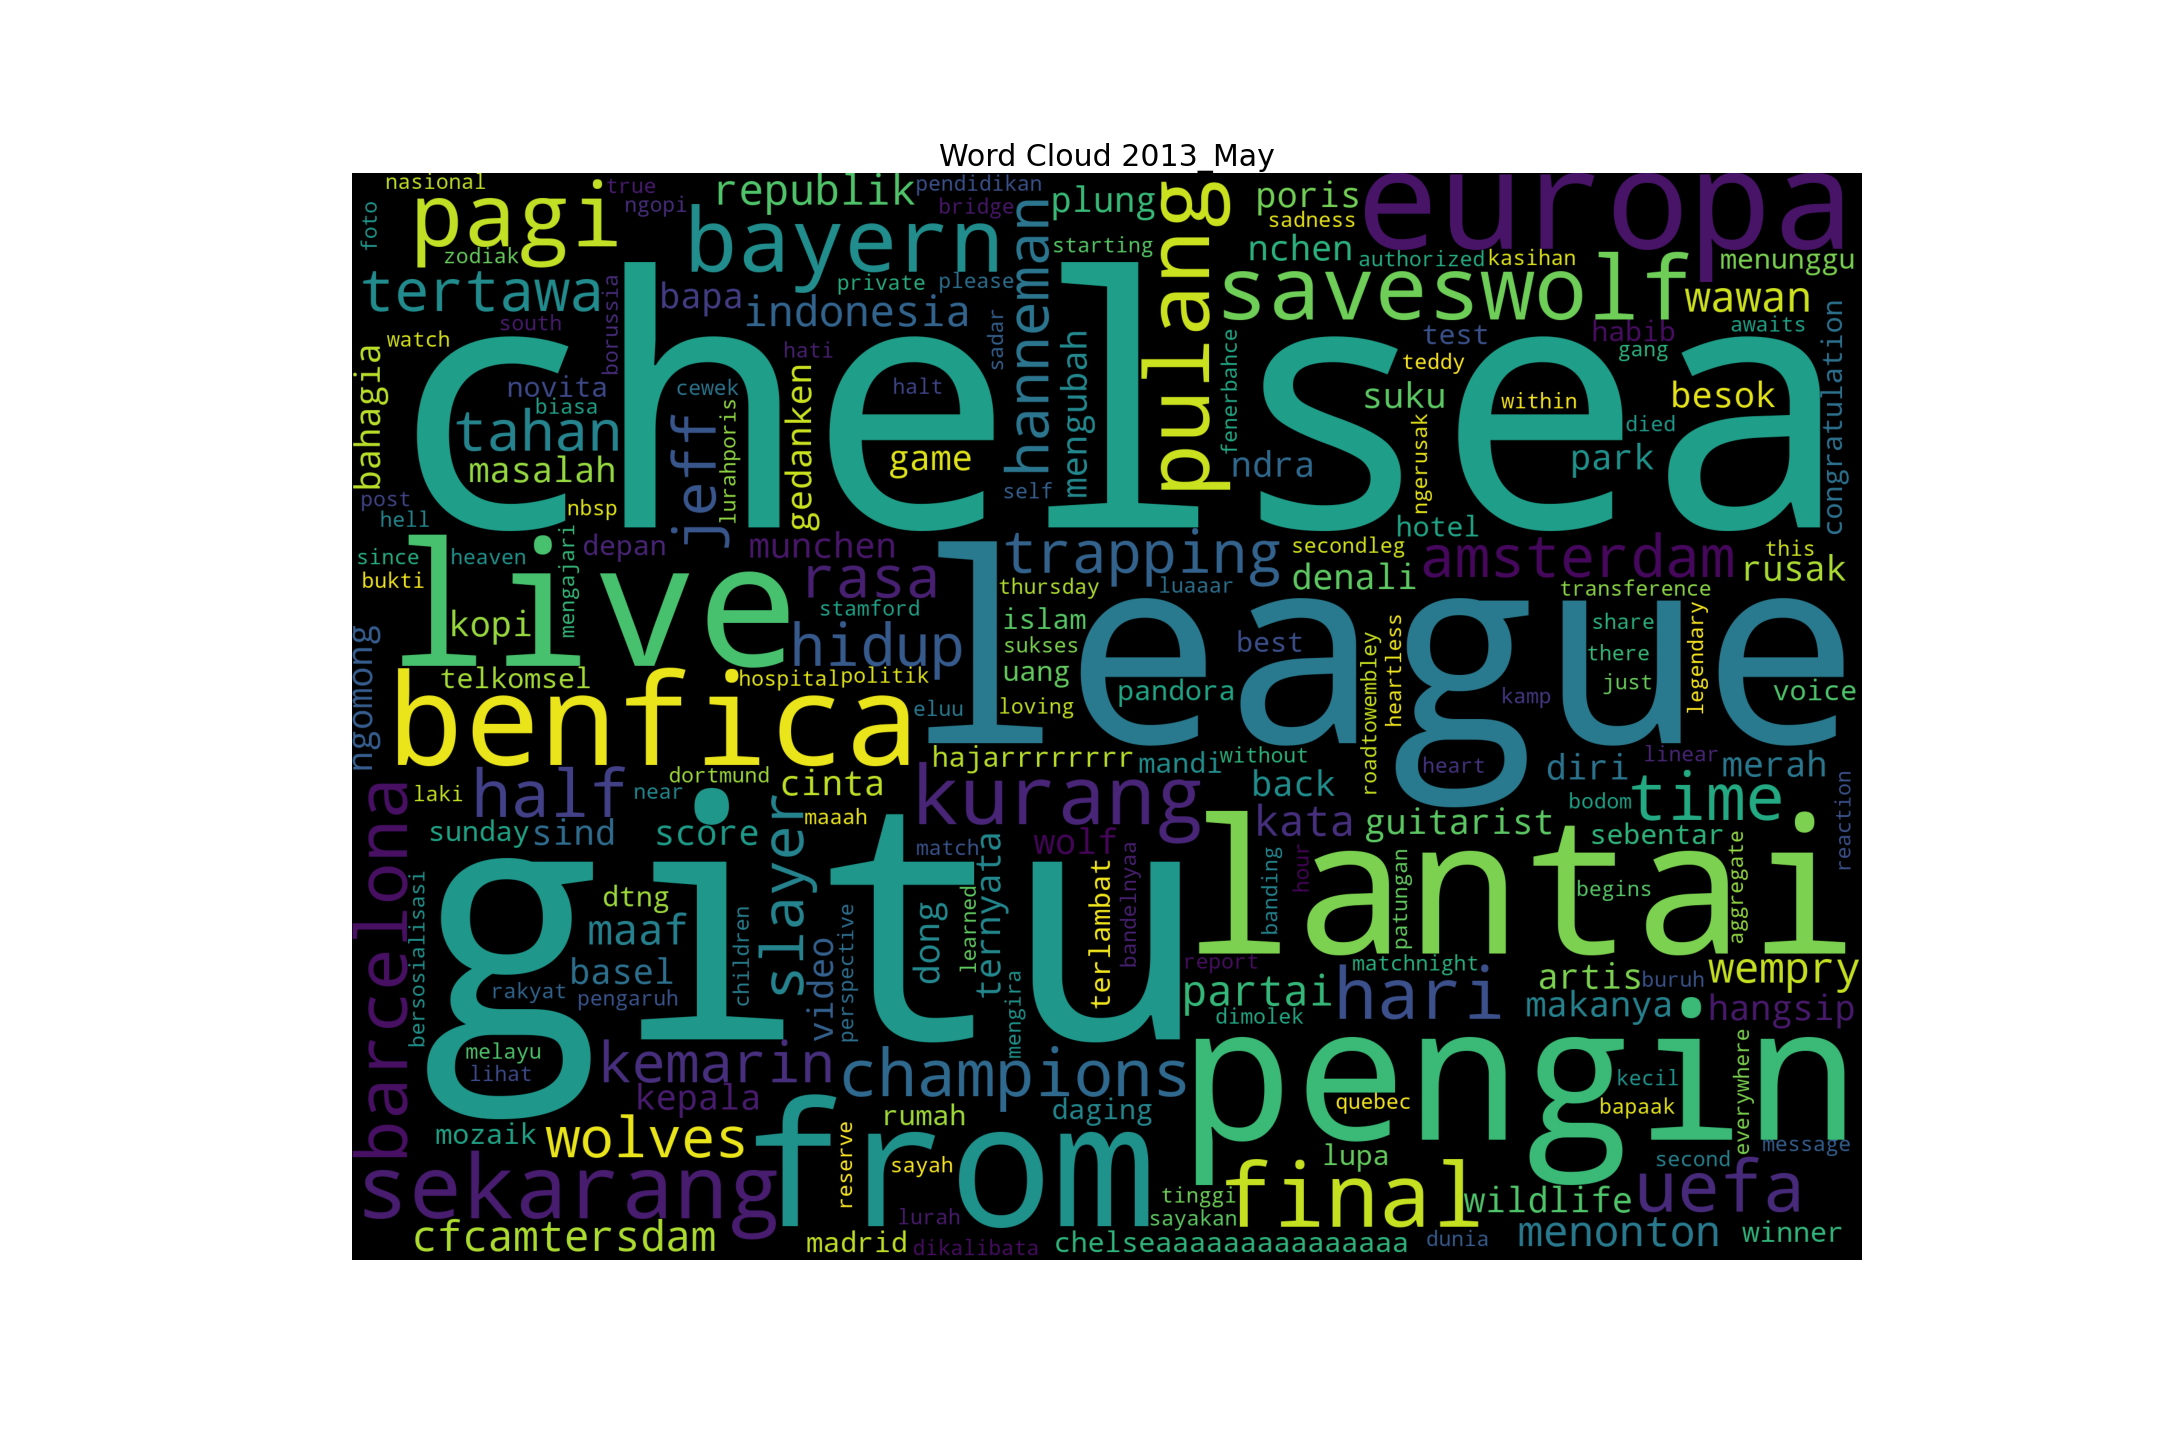 Word Cloud 2013_May
nasional
true
pendidikan
republik
ngopi
bridge
foto
pagi
zodiak
bayern
plung
starting
hanneman
pulang
poris
sadness
nchen
europa
authorized
kasihan
menunggu
tertawa
private
please
bapa
indonesia
saveswolf
wawan
south
borussia
watch
hati
sadar
test
habib
awaits
gang
congratulation
chelsea
bahagia
novita
biasa
cewek
halt
gedanken
mengubah
fenerbahce
teddy
suku
within
besok
tahan
jeff
lurahporis
game
ndra
ngerusak
died
park
masalah
self
post
nbsp
hell
hotel
live
since
heaven
mengajari
depan
munchen
trapping
secondleg
amsterdam
this
rusak
bukti
rasa
thursday
luaaar
denali
transference
kopi
stamford
islam
share
legendary
ngomong
hidup
sukses
best
roadtowembley
heartless
there
league
telkomsel
hospital
politik
uang
pandora
kamp
just
voice
benfica
eluu
loving
hajarrrrrrrr
mandi
without
heart
linear
dortmund
cinta
kurang
back
diri
merah
barcelona
laki
half
near
maaah
bodom
time
reaction
sunday
sind
score
slayer
match
wolf
kata
guitarist
sebentar
gitu
lantai
bersosialisasi
dtng
children
perspective
dong
learned
ternyata
terlambat
bandelnyaa
banding
hour
patungan
begins
aggregate
maaf
basel
video
report
matchnight
artis
buruh
wempry
rakyat
pengaruh
mengira
partai
hari
dimolek
makanya
hangsip
melayu
lihat
kemarin
champions
pengin
kecil
everywhere
kepala
rumah
daging
quebec
bapaak
mozaik
wolves
from
reserve
sayah
lupa
second
message
sekarang
tinggi
final
wildlife
uefa
lurah
sayakan
cfcamtersdam
madrid
dikalibata
chelseaaaaaaaaaaaaaaa
dunia
menonton
winner